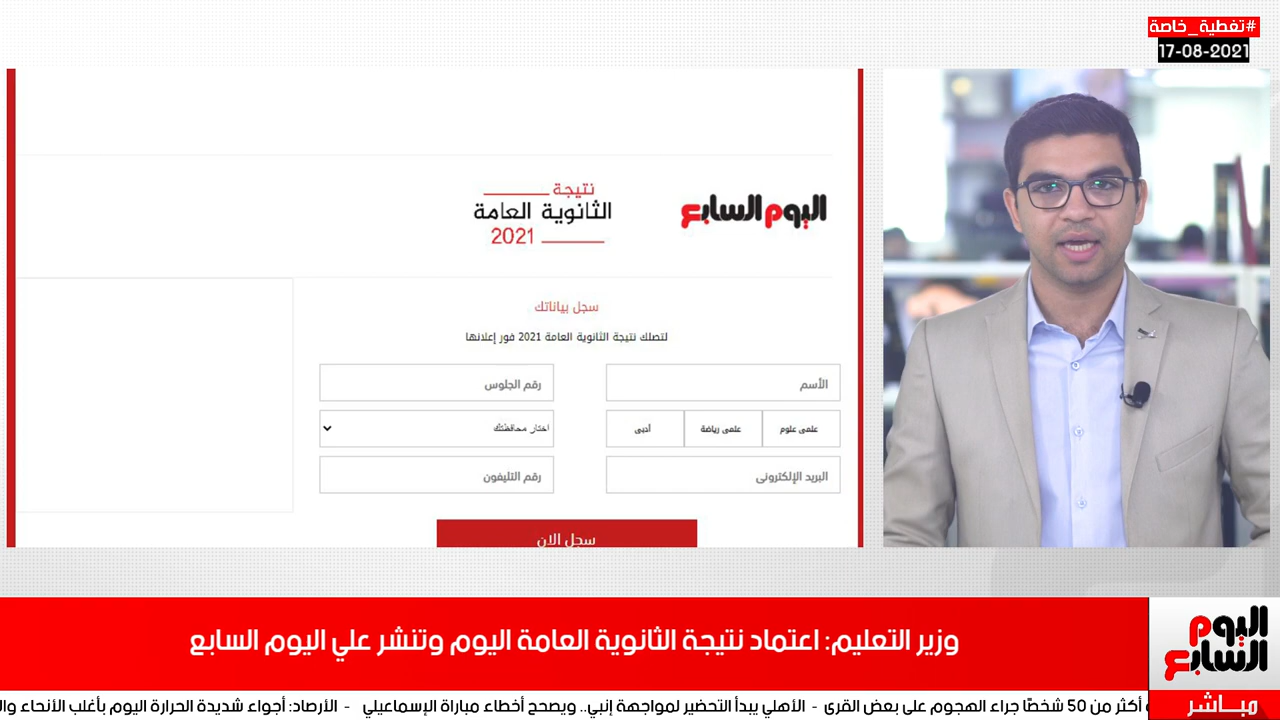 #تغطية_خاصة
17-08-2021
اليوم السابع
نتيجة
الثانوية العامة
2021
سجل بياناتك
لتصلك نتيجة الثانوية العامة 2021 فور إعلانها
الأسم
رقم الجلوس
علمى علوم
علمى رياضة
أدبى
اختار محافظتك
البريد الإلكترونى
رقم التليفون
سجل الان
وزير التعليم: اعتماد نتيجة الثانوية العامة اليوم وتنشر علي اليوم السابع
اليوم
السابع
مباشر
أكثر من 50 شخصًا جراء الهجوم على بعض القرى - الأهلي يبدأ التحضير لمواجهة إنبي.. ويصحح أخطاء مباراة الإسماعيلي - الأرصاد: أجواء شديدة الحرارة اليوم بأغلب الأنحاء